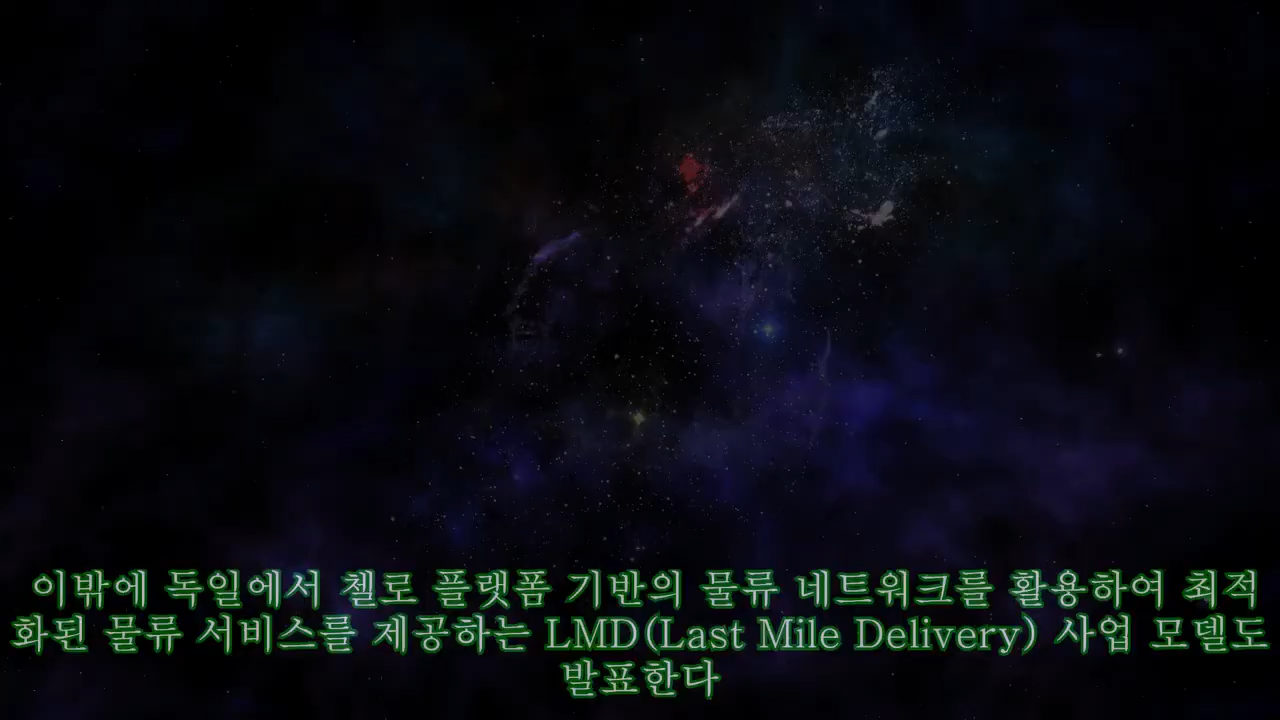 이밖에 독일에서 첼로 플랫폼 기반의 물류 네트워크를 활용하여 최적
화된 물류 서비스를 제공하는 LMD(Last Mile Delivery) 사업 모델도
발표한다